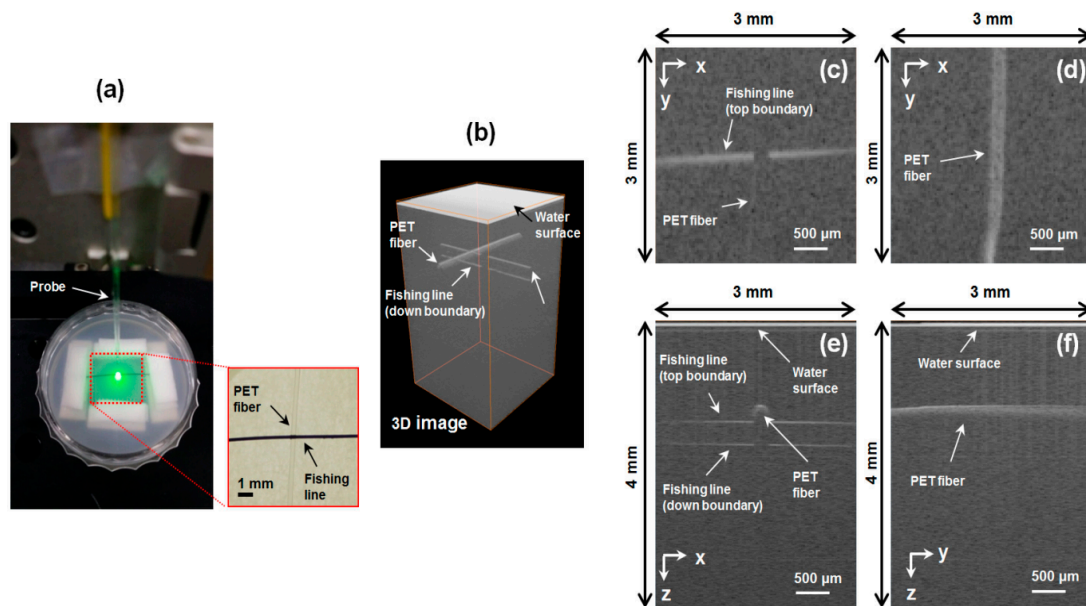 (a)
Probe
PET
fiber
1 mm
Fishing
line
(b)
Water
surface
PET
fiber
Fishing line
(down boundary)
3D image
3 mm
3 mm
(c)
x
y
Fishing line
(top boundary)
PET fiber
500 µm
3 mm
3 mm
(d)
x
y
PET
fiber
500 µm
3 mm
4 mm
(e)
Fishing line
(top boundary)
Water
surface
Fishing line
(down boundary)
PET
fiber
x
z
500 µm
3 mm
4 mm
(f)
Water surface
PET fiber
y
z
500 µm